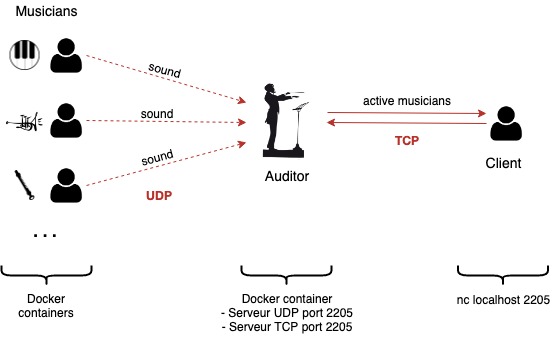 Musicians
sound
sound
sound
UDP
. . .
Auditor
active musicians
TCP
Client
Docker
containers
Docker container
- Serveur UDP port 2205
- Serveur TCP port 2205
nc localhost 2205